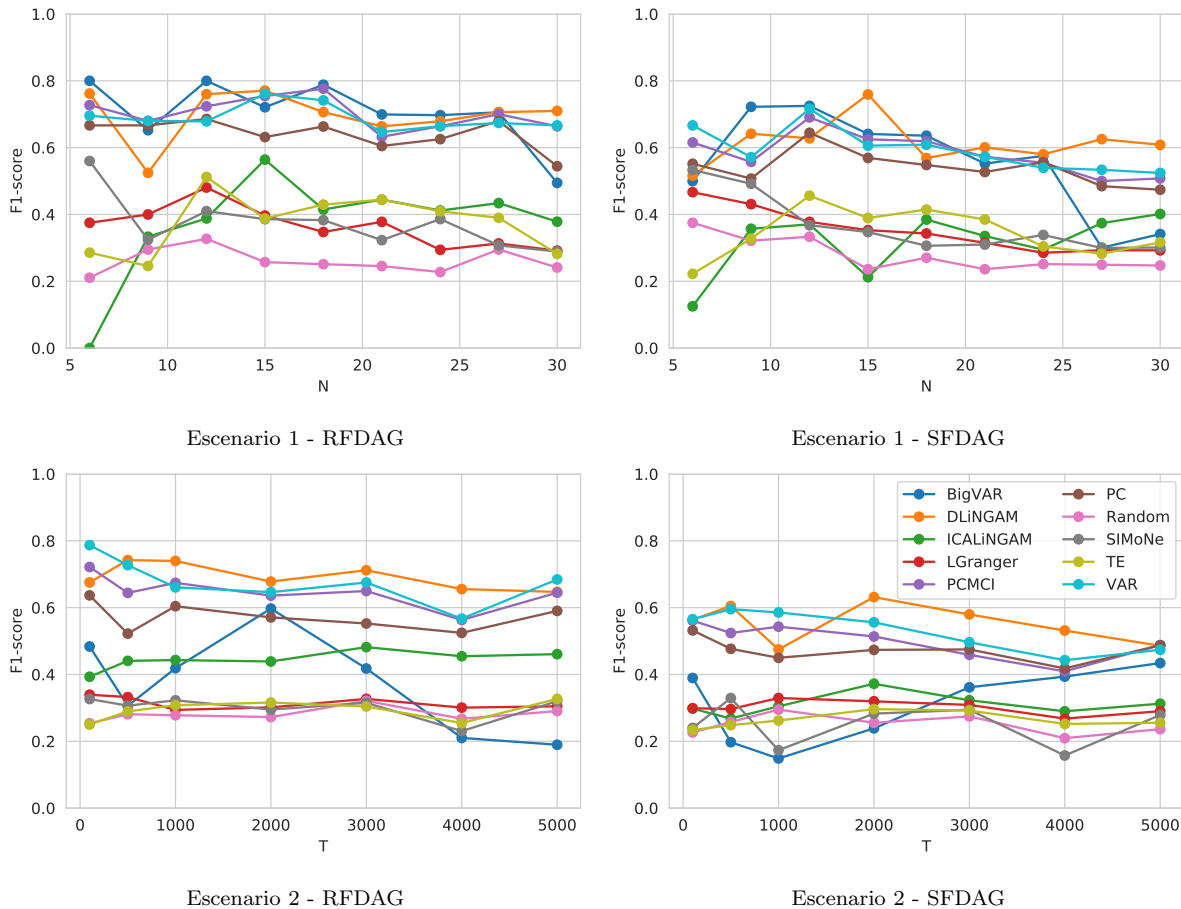 1.0
0.8
0.6
0.4
0.2
0.0
F1-score
5 10 15 20 25 30
N
Escenario 1 - RFDAG
1.0
0.8
0.6
0.4
0.2
0.0
F1-score
5 10 15 20 25 30
N
Escenario 1 - SFDAG
1.0
0.8
0.6
0.4
0.2
0.0
F1-score
0 1000 2000 3000 4000 5000
T
Escenario 2 - RFDAG
1.0
0.8
0.6
0.4
0.2
0.0
F1-score
BigVAR PC
DLiNGAM Random
ICALiNGAM SIMoNe
LGranger TE
PCMCI VAR
0 1000 2000 3000 4000 5000
T
Escenario 2 - SFDAG